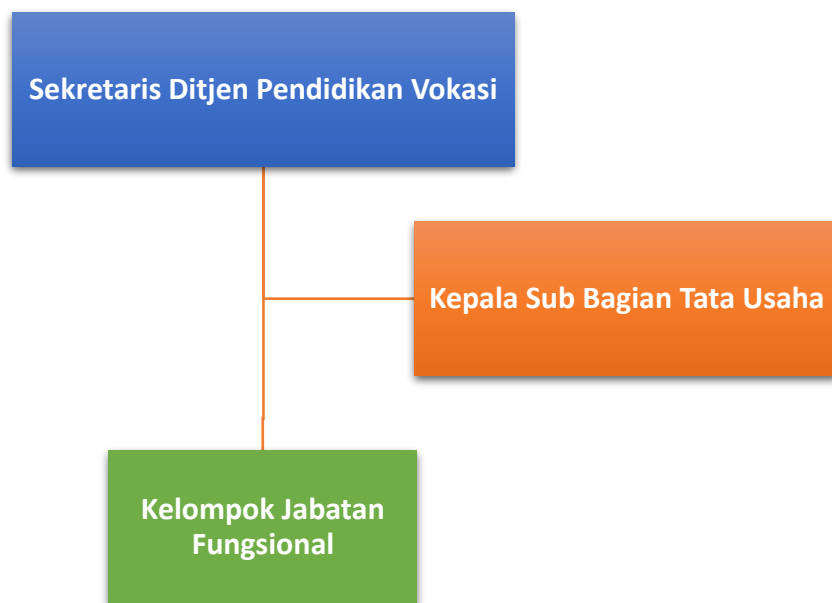 Sekretaris Ditjen Pendidikan Vokasi
Kepala Sub Bagian Tata Usaha
Kelompok Jabatan
Fungsional